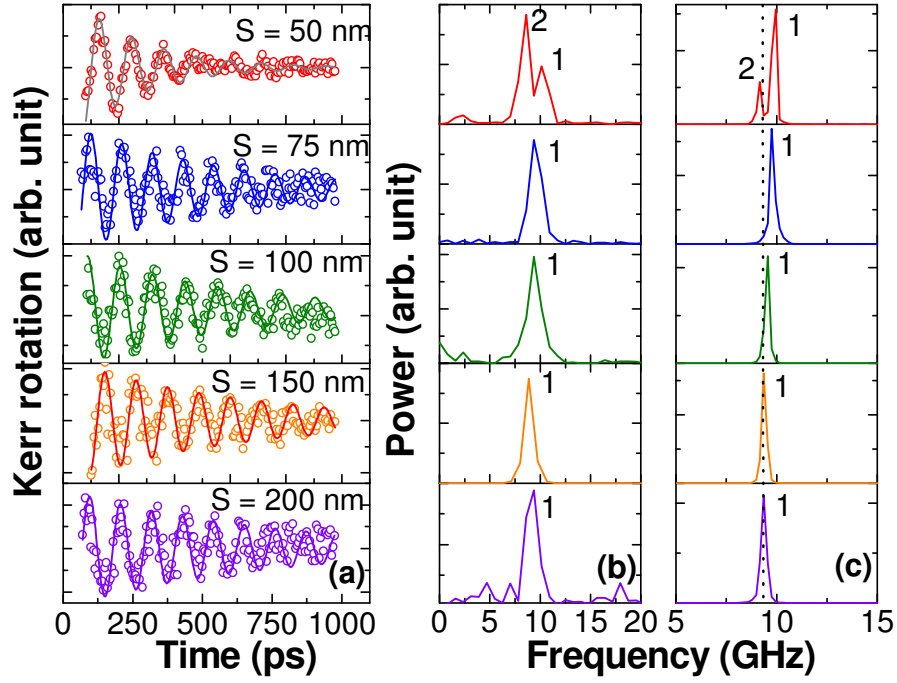 Kerr rotation (arb. unit)
S = 50 nm
S = 75 nm
S = 100 nm
S = 150 nm
S = 200 nm
(a)
0 250 500 750 1000
Time (ps)
Power (arb. unit)
2
1
1
1
1
1
(b)
0 5 10 15 20
2
1
1
1
1
1
(c)
5 10 15
Frequency (GHz)